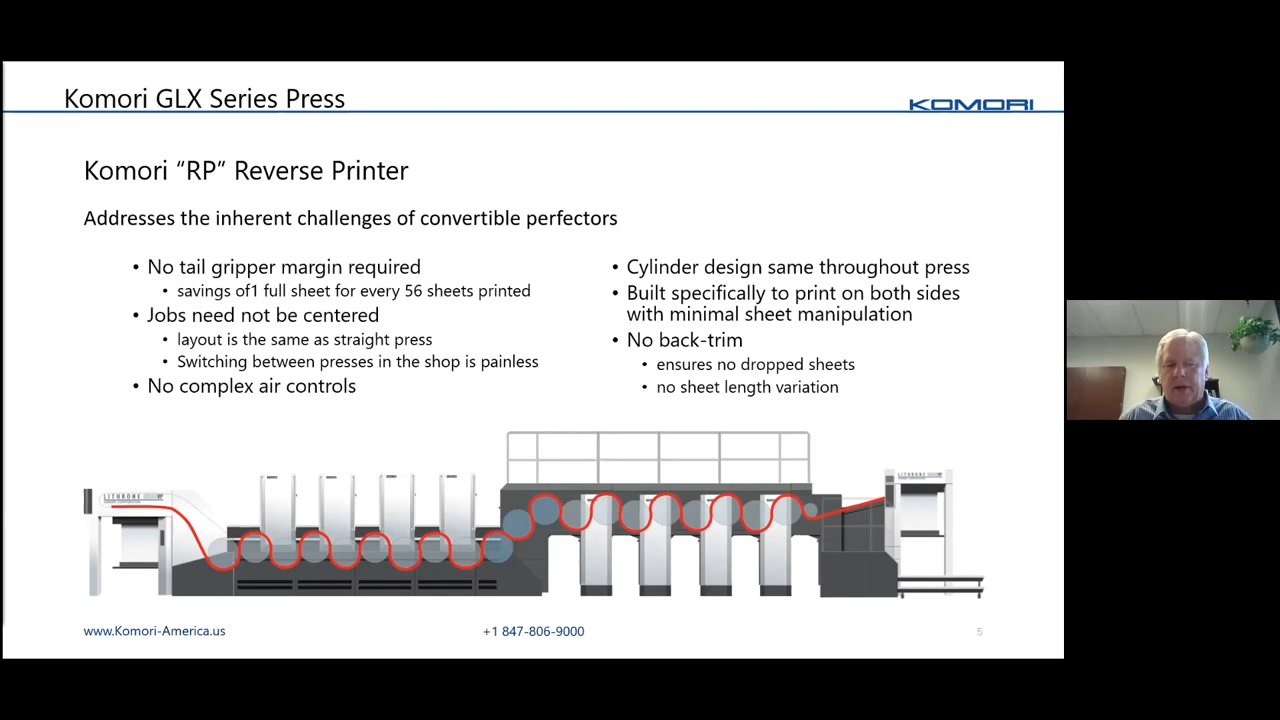 Komori GLX Series Press
KOMORI
Komori “RP” Reverse Printer
Addresses the inherent challenges of convertible perfectors
• No tail gripper margin required
• savings of1 full sheet for every 56 sheets printed
• Jobs need not be centered
• layout is the same as straight press
• Switching between presses in the shop is painless
• No complex air controls
• Cylinder design same throughout press
• Built specifically to print on both sides
with minimal sheet manipulation
• No back-trim
• ensures no dropped sheets
• no sheet length variation
LITHRONE
LITHRONE
www.Komori-America.us
+1 847-806-9000
5